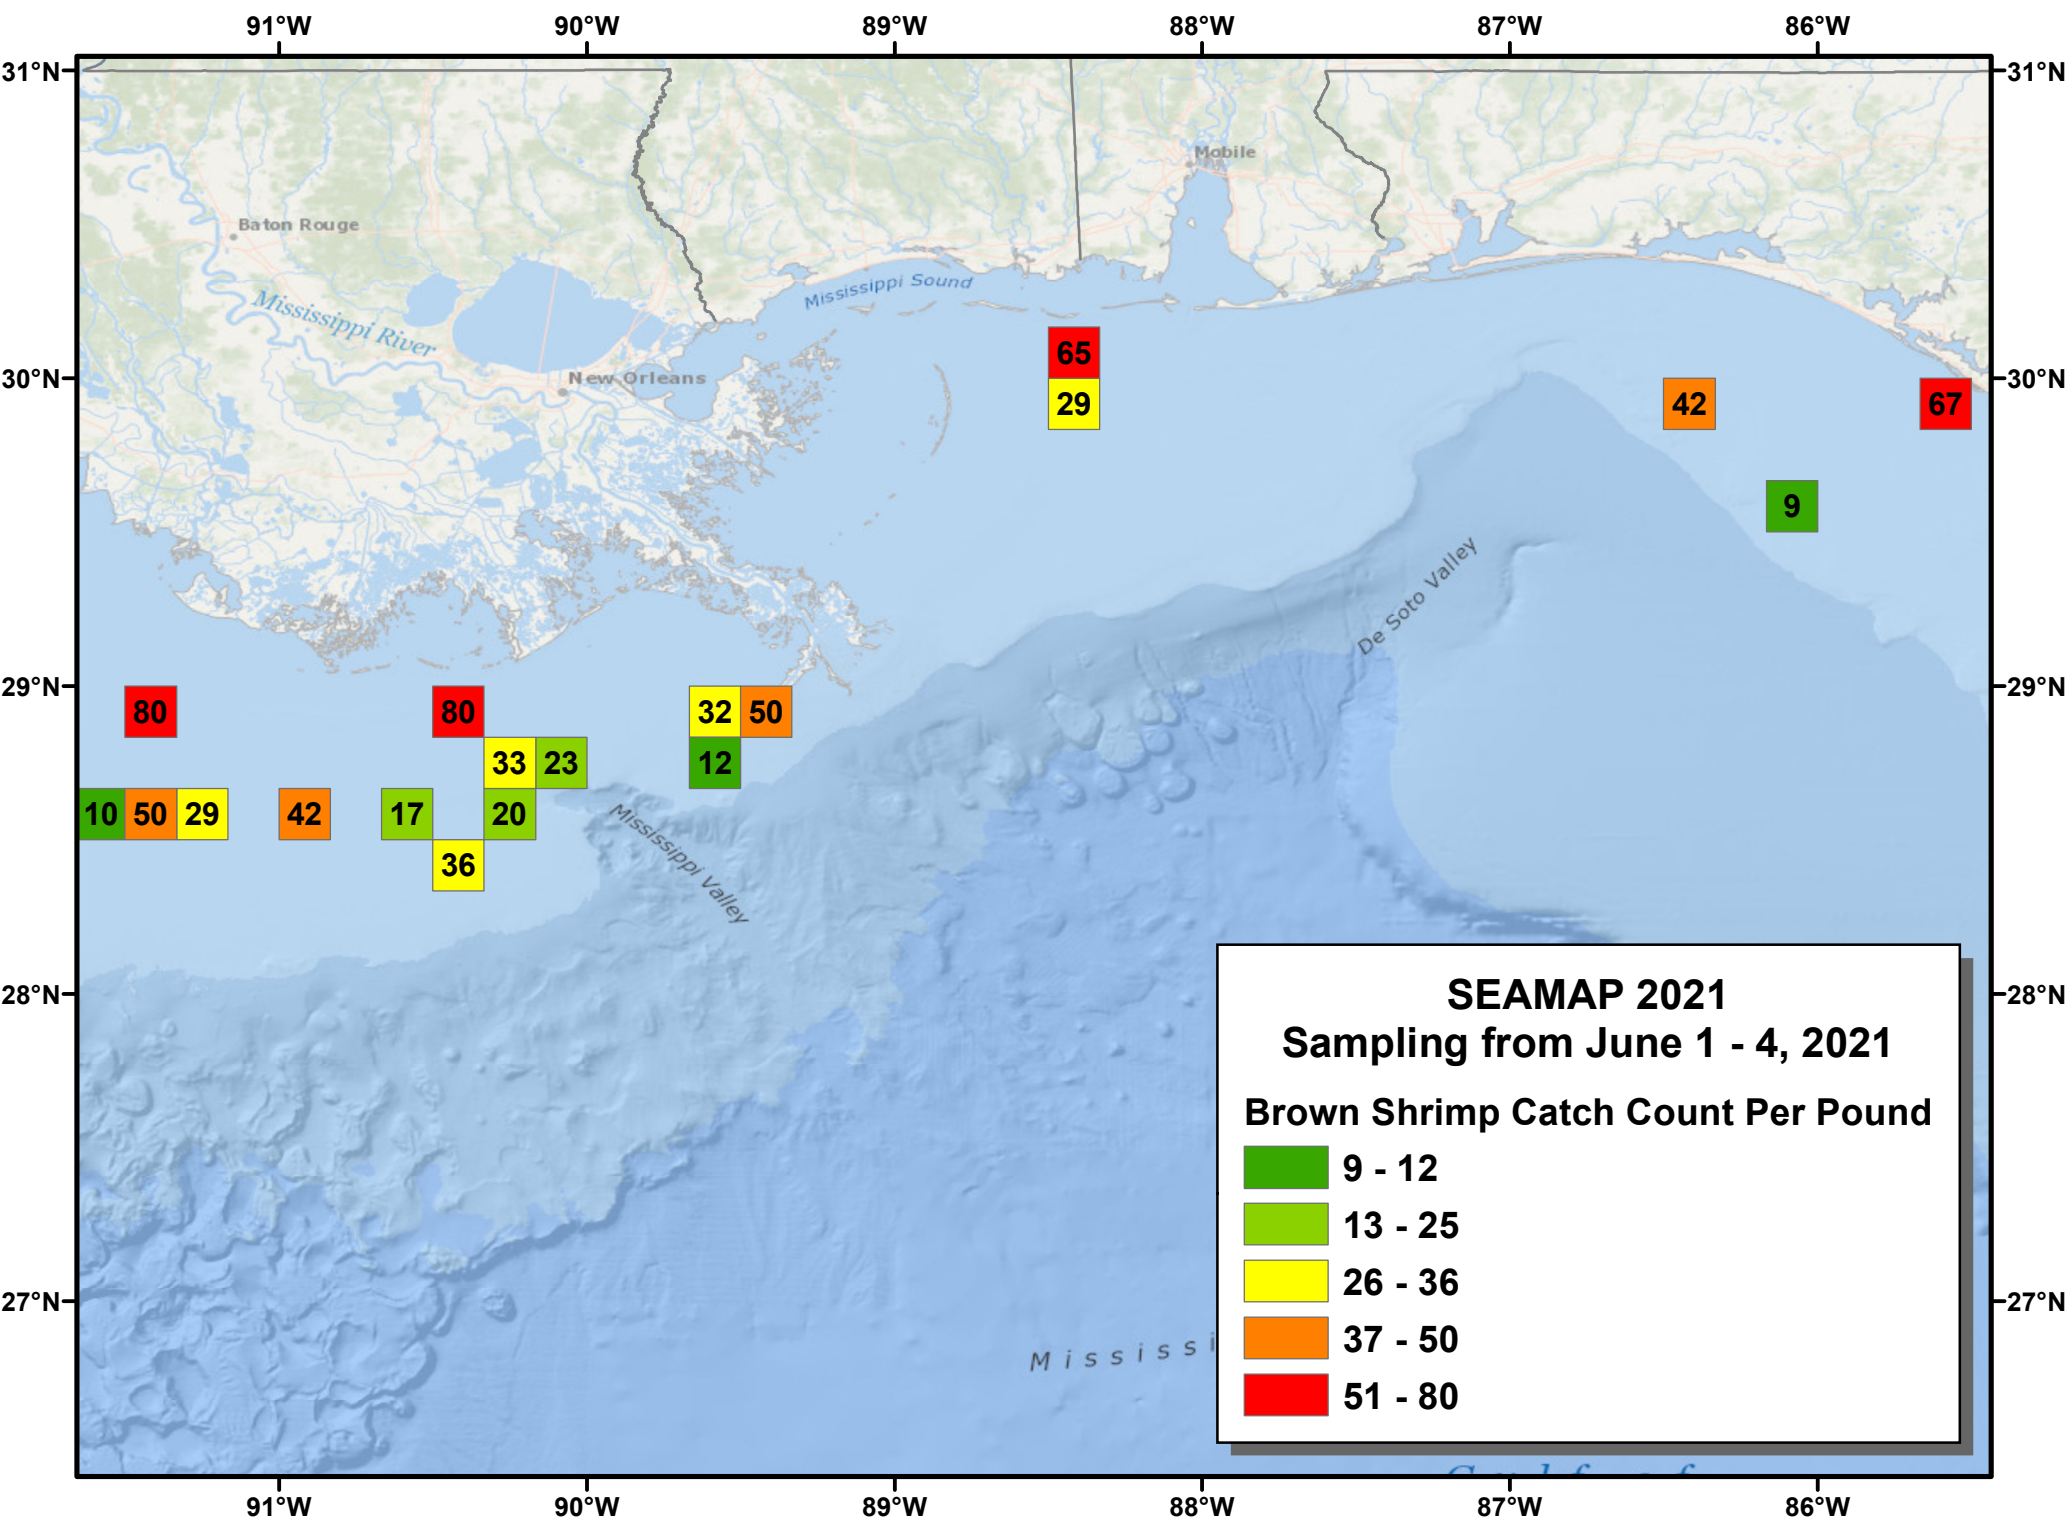 91°W 90°W 89°W 88°W 87°W 86°W
31°N 31°N
Mobile
Baton Rouge
Mississippi Sound
Mississippi River
65
30°N New Orleans 30°N
29 42 67
9
De Soto Valley
29°N 29°N
80 80 32 50
33 23 12
10 50 29 42 17 20
Mississippi Valley
36
28°N 28°N
SEAMAP 2021
Sampling from June 1 - 4, 2021
Brown Shrimp Catch Count Per Pound
9 - 12
13 - 25
26 - 36
37 - 50
51 - 80
27°N 27°N
Mississi
91°W 90°W 89°W 88°W 87°W 86°W